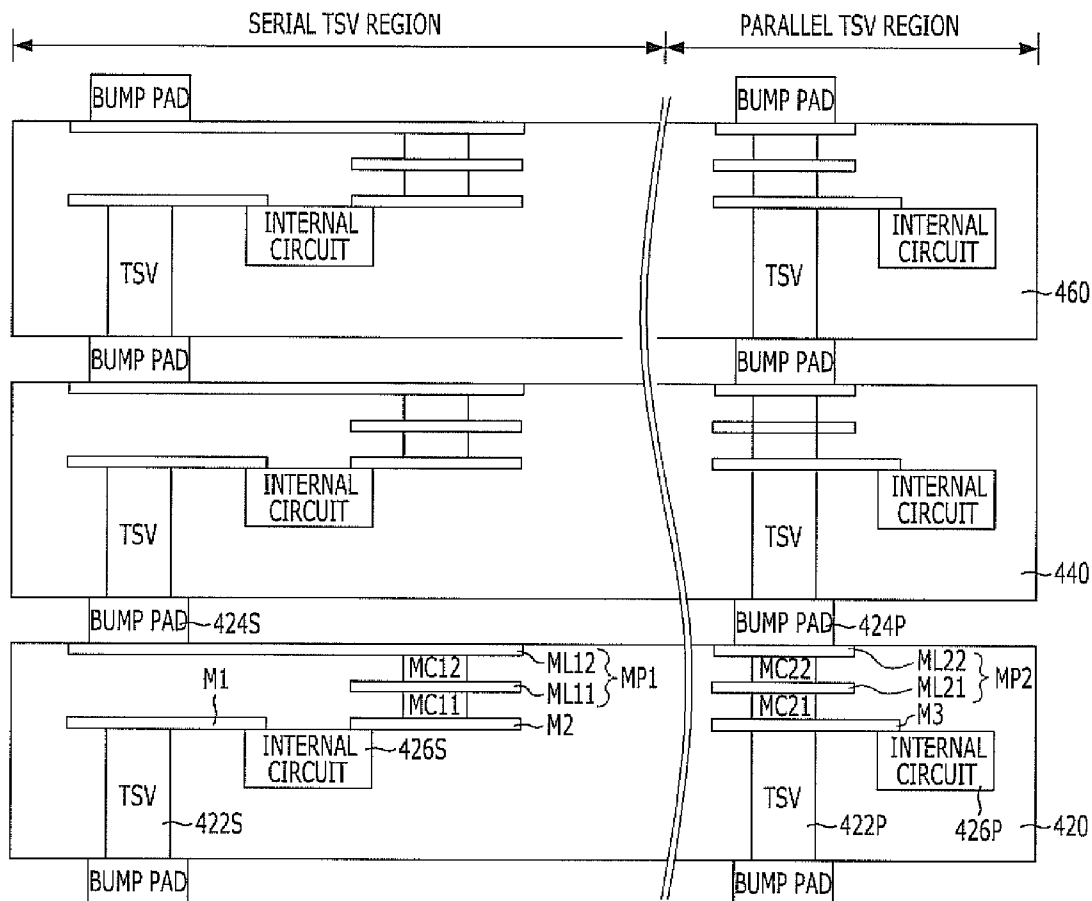 SERIAL TSV REGION
PARALLEL TSV REGION
BUMP PAD
BUMP PAD
INTERNAL
CIRCUIT
TSV
INTERNAL
CIRCUIT
TSV
460
BUMP PAD
BUMP PAD
INTERNAL
CIRCUIT
TSV
INTERNAL
CIRCUIT
TSV
440
BUMP PAD
424S
BUMP PAD
424P
ML12
MC12
ML11
MP1
MC11
M1
M2
ML22
MC22
ML21
MP2
MC21
M3
INTERNAL
CIRCUIT
426S
INTERNAL
CIRCUIT
426P
TSV
422S
TSV
422P
420
BUMP PAD
BUMP PAD